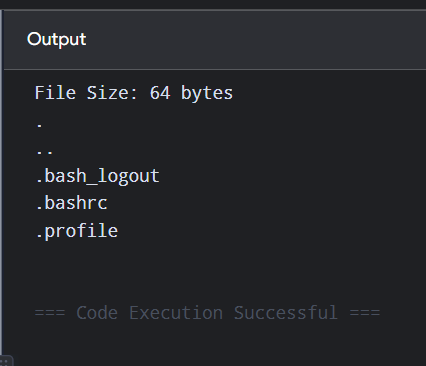 Output
File Size: 64 bytes
.
..
.bash_logout
.bashrc
.profile
=== Code Execution Successful ===